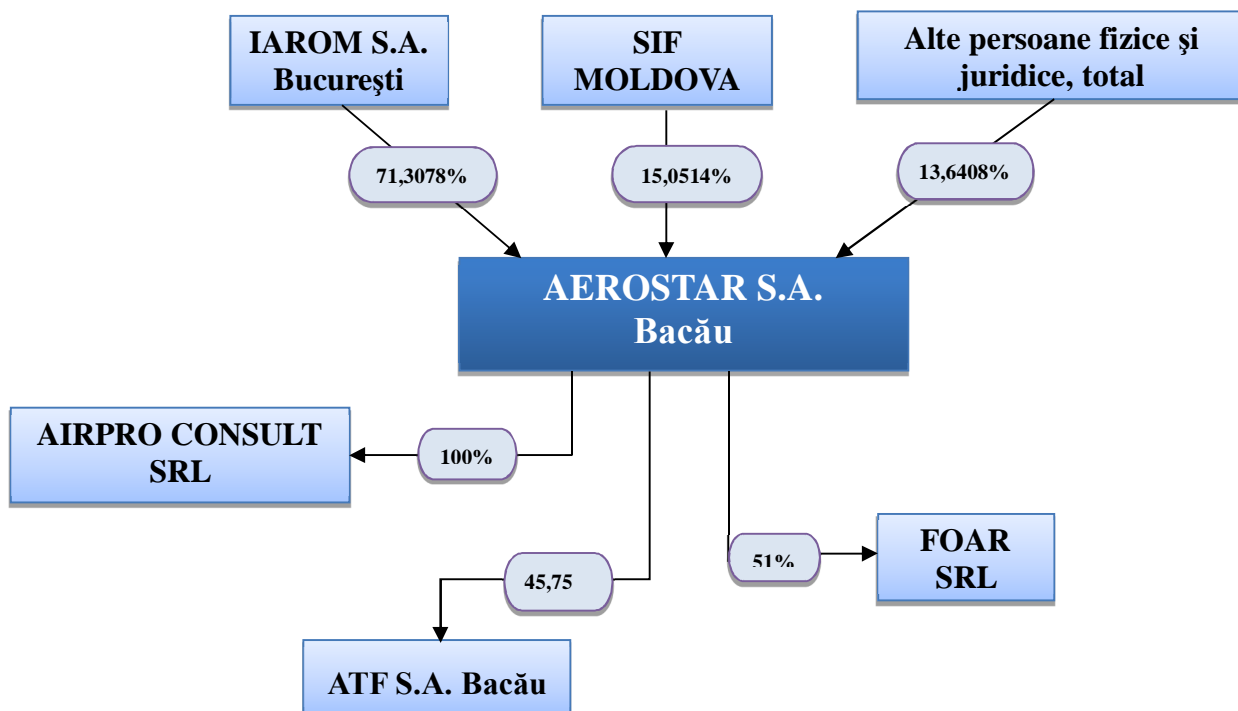 IAROM S.A.
Bucureşti
SIF
MOLDOVA
Alte persoane fizice şi
juridice, total
71,3078%
15,0514%
13,6408%
AEROSTAR S.A.
Bacău
AIRPRO CONSULT
SRL
100%
51%
FOAR
SRL
45,75
ATF S.A. Bacău